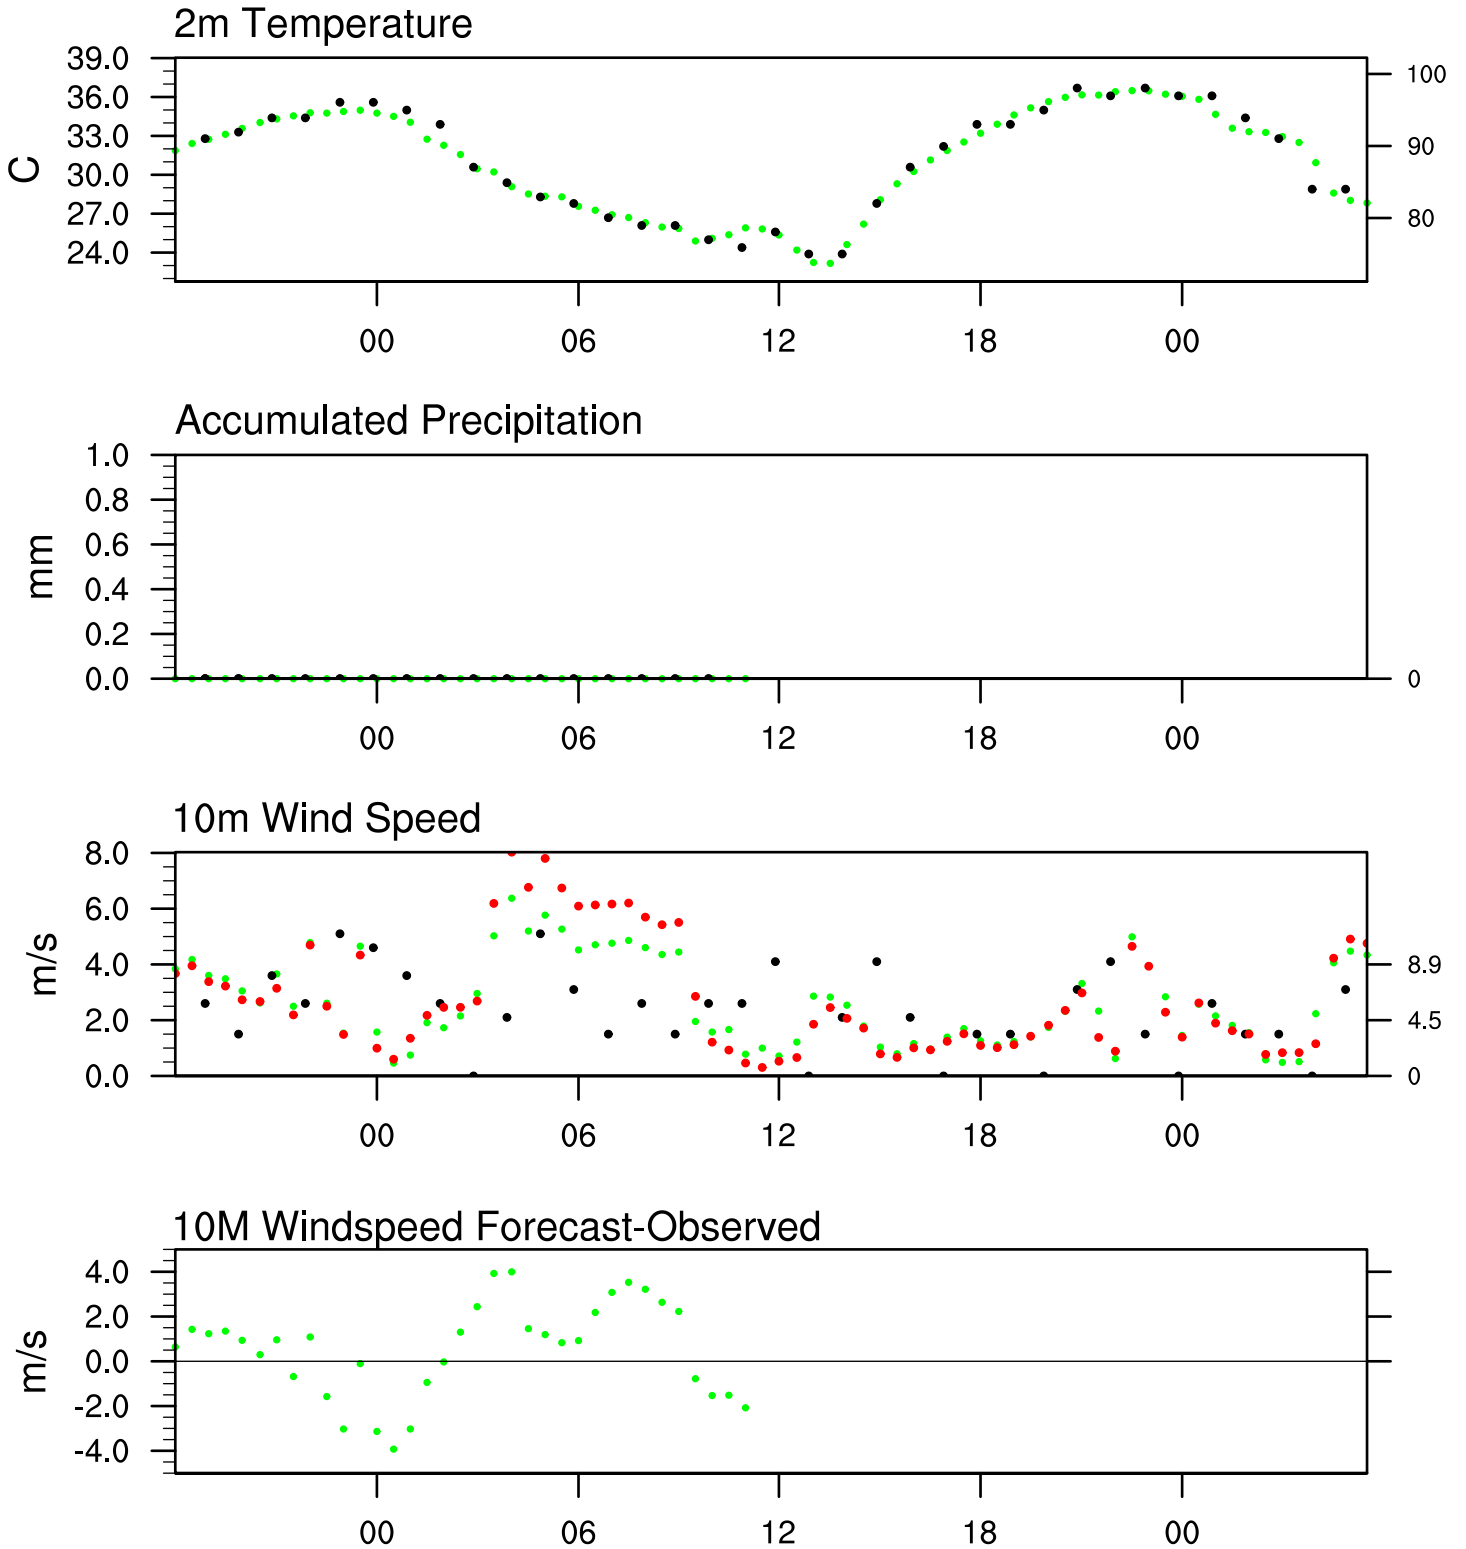 2m Temperature
39.0
36.0
33.0
30.0
27.0
24.0
C
100
90
80
00 06 12 18 00
Accumulated Precipitation
1.0
0.8
0.6
0.4
0.2
0.0
mm
0
00 06 12 18 00
10m Wind Speed
8.0
6.0
4.0
2.0
0.0
m/s
8.9
4.5
0
00 06 12 18 00
10M Windspeed Forecast-Observed
4.0
2.0
0.0
-2.0
-4.0
m/s
00 06 12 18 00